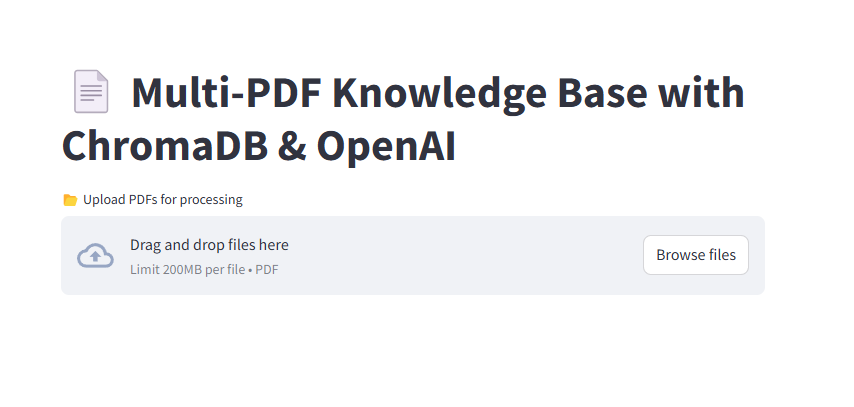 Multi-PDF Knowledge Base with
ChromaDB & OpenAI
Upload PDFs for processing
Drag and drop files here
Limit 200MB per file • PDF
Browse files